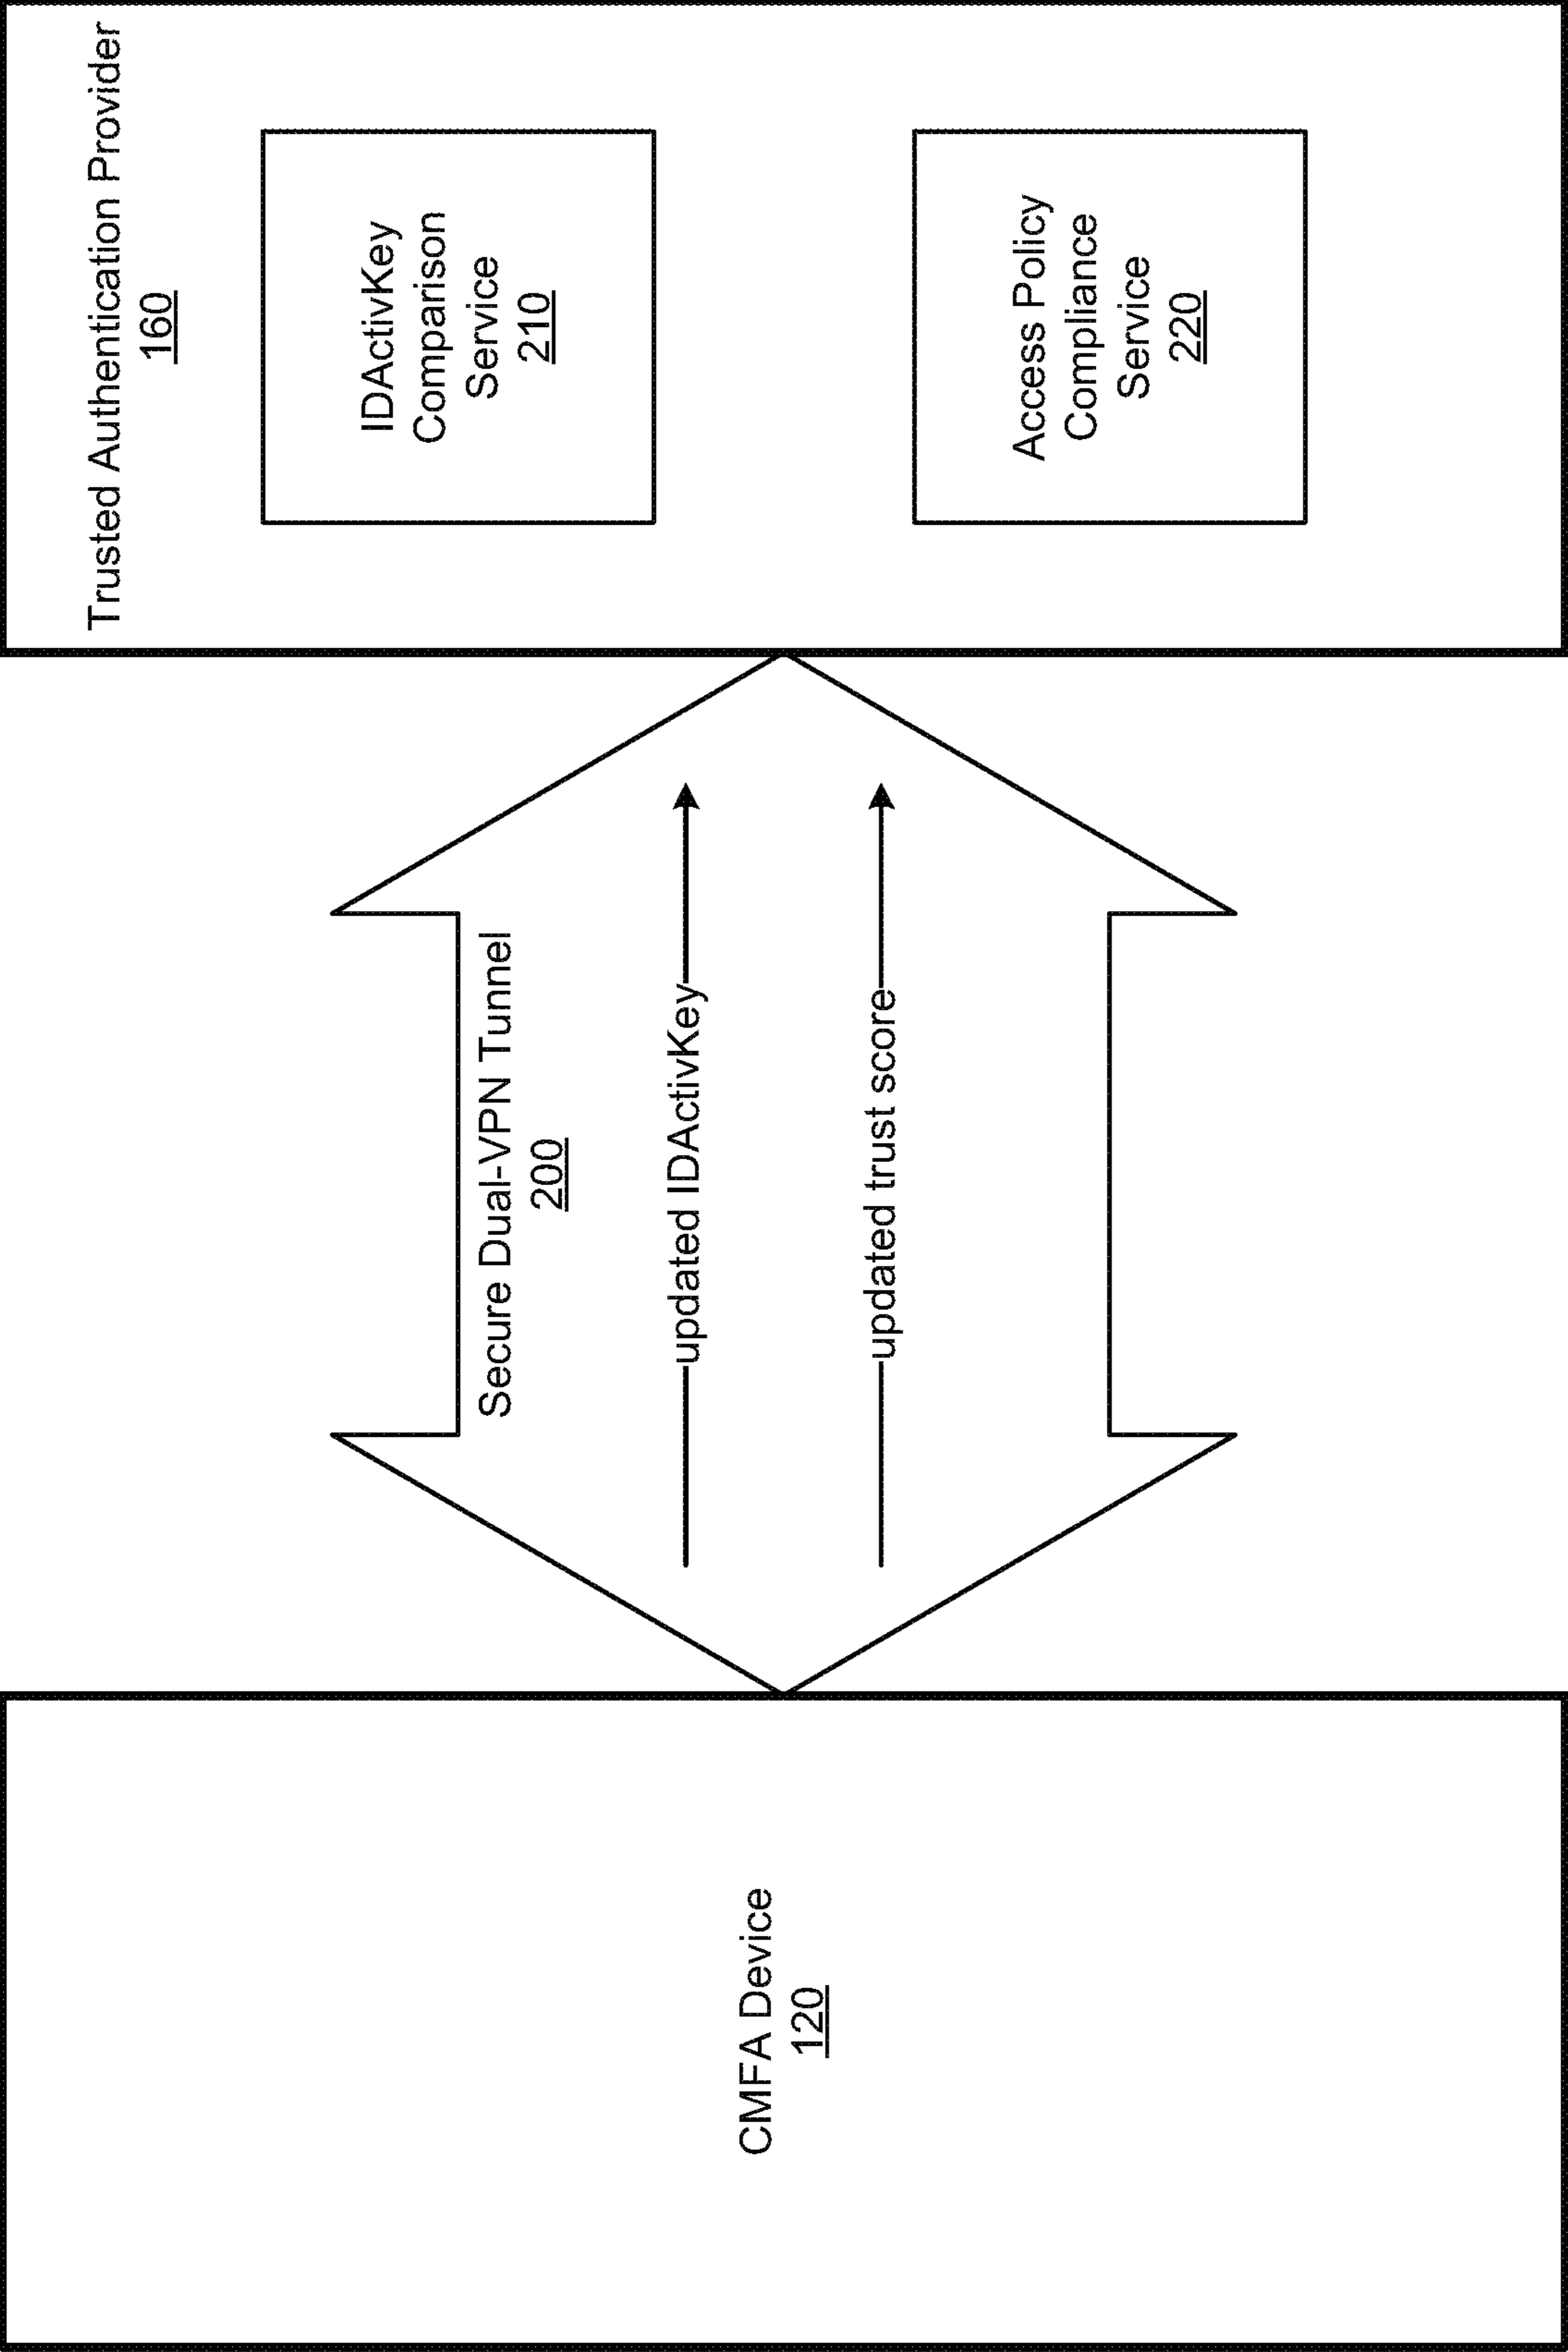 CMFA Device
120
Secure Dual-VPN Tunnel
200
updated IDActivKey
updated trust score
Trusted Authentication Provider
160
IDActivKey
Comparison
Service
210
Access Policy
Compliance
Service
220